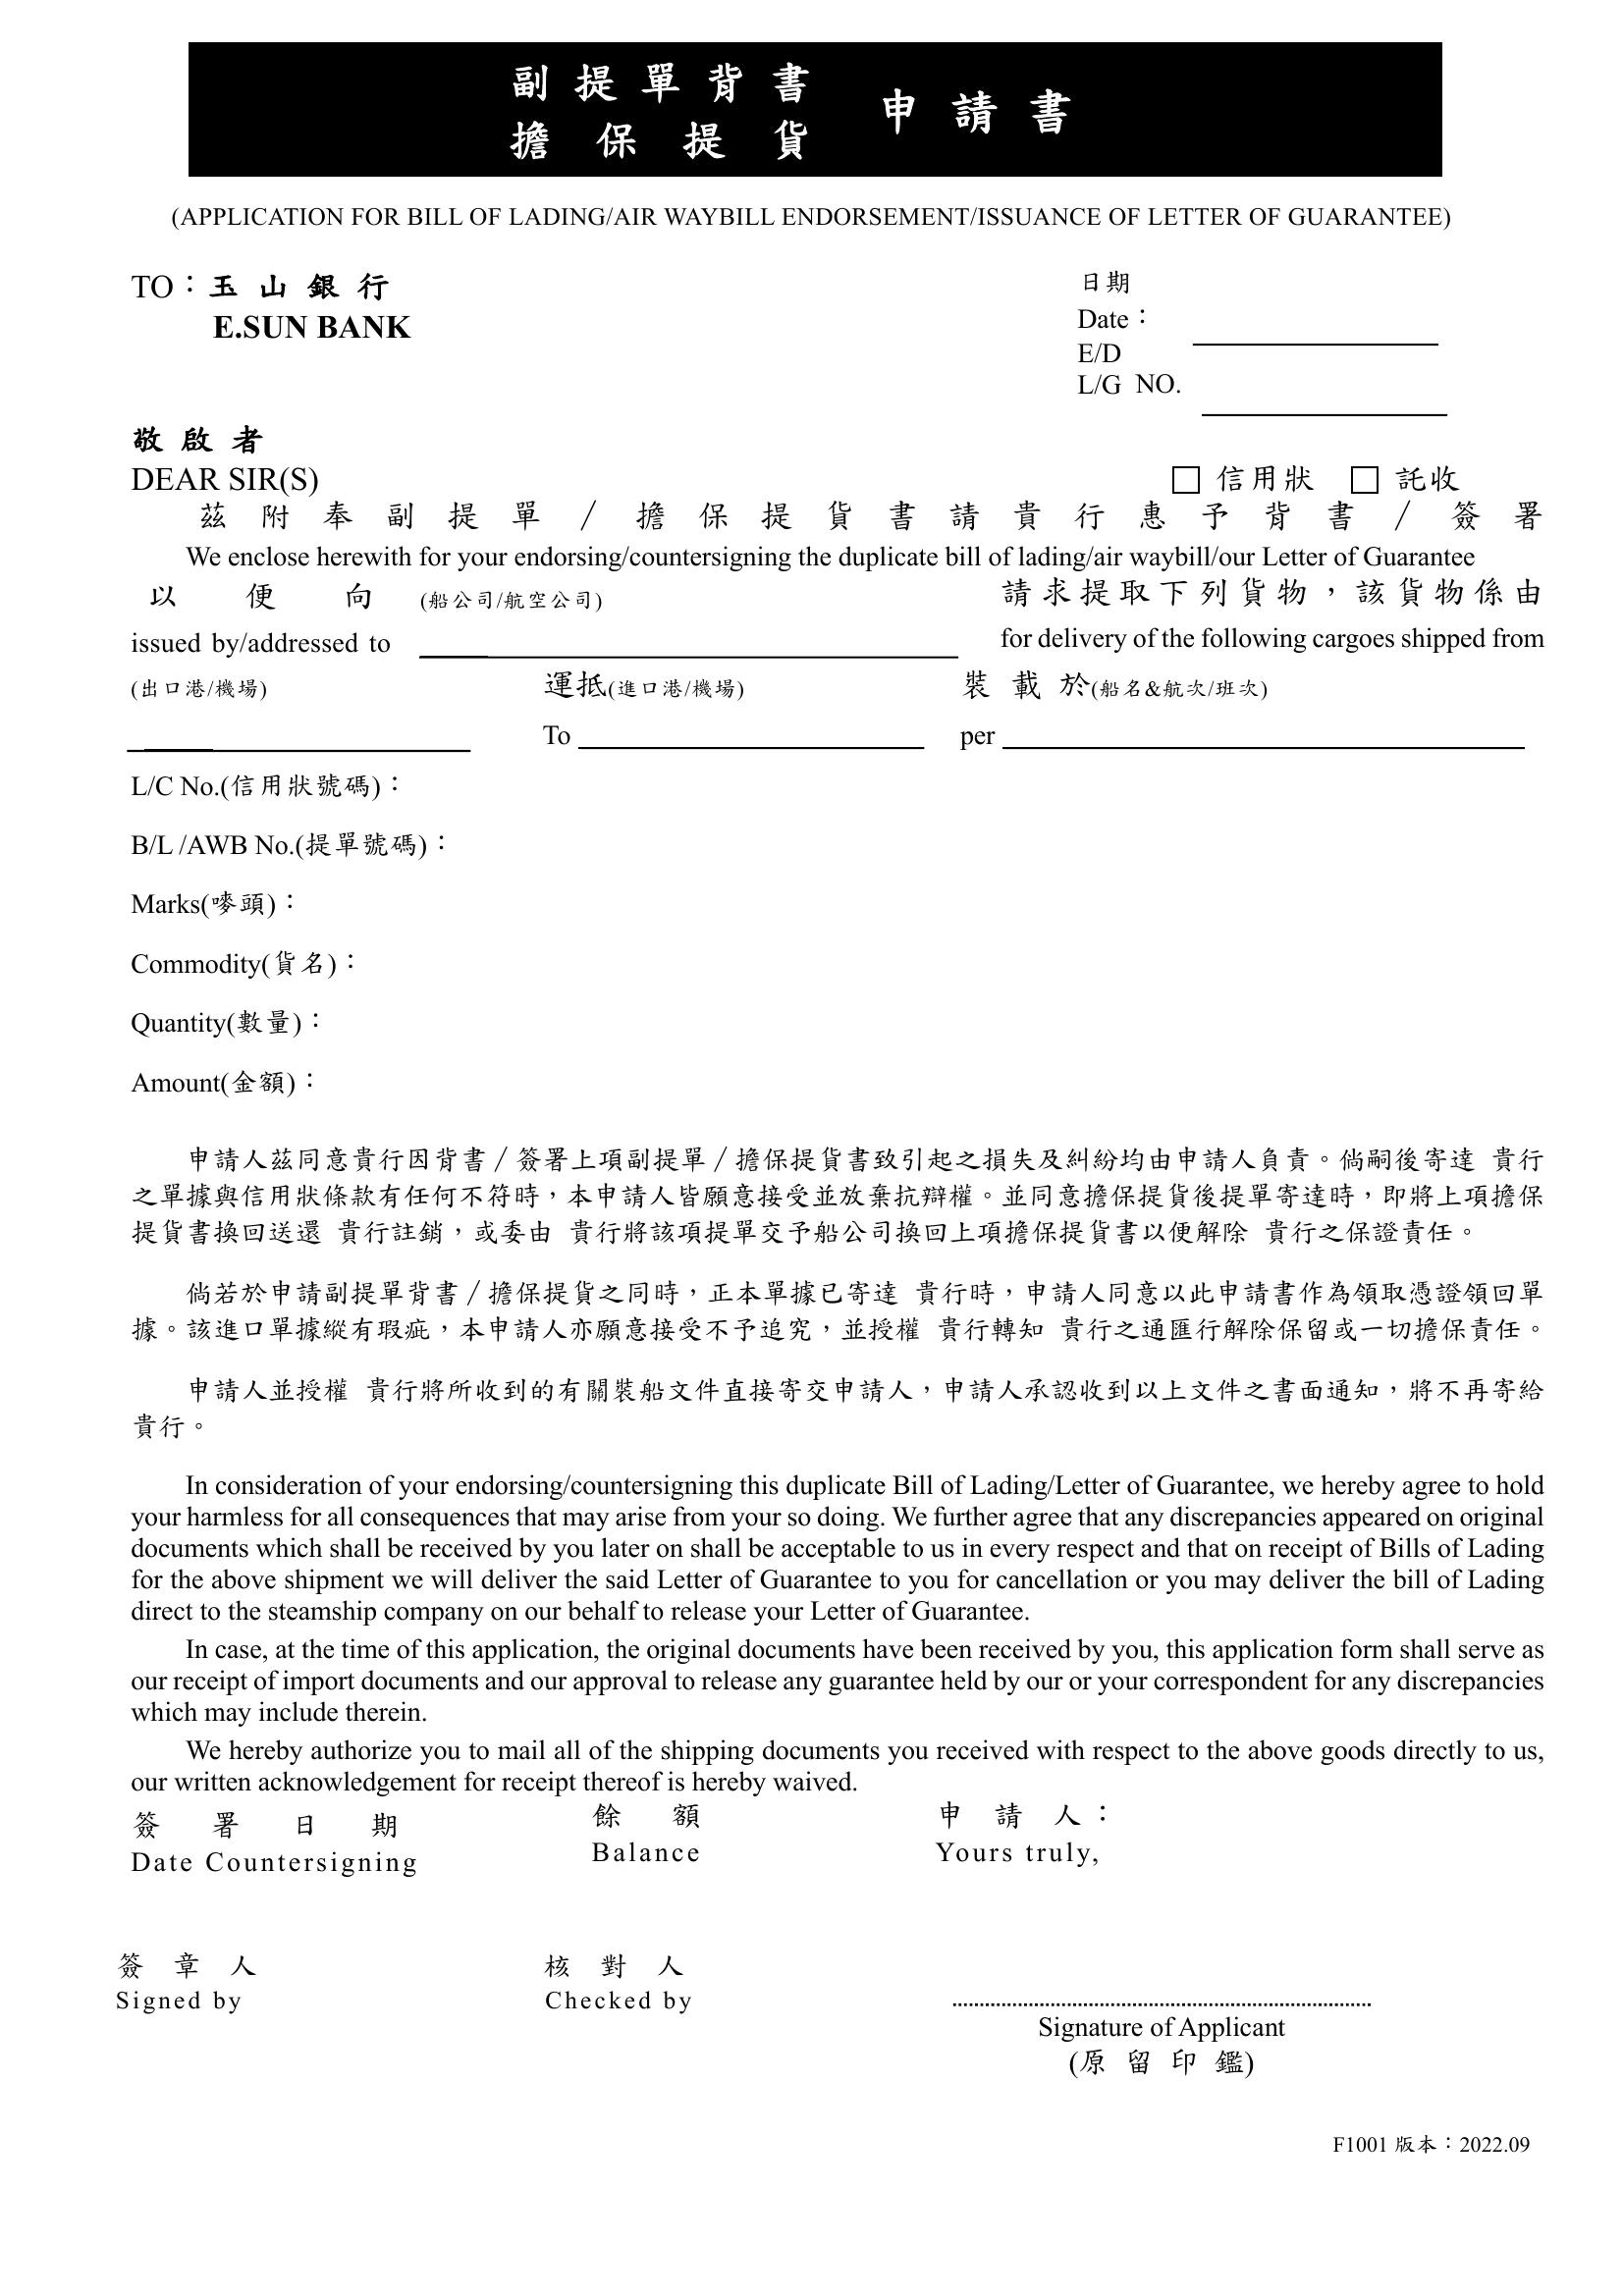 副提單背書
擔保提貨
申請書
(APPLICATION FOR BILL OF LADING/AIR WAYBILL ENDORSEMENT/ISSUANCE OF LETTER OF GUARANTEE)
TO：玉山銀行
E.SUN BANK
日期
Date：
E/D
L/G NO.
敬啟者
DEAR SIR(S)
□ 信用狀 □ 託收
茲附奉副提單/擔保提貨書請貴行惠予背書/簽署
We enclose herewith for your endorsing/countersigning the duplicate bill of lading/air waybill/our Letter of Guarantee
以便向 (船公司/航空公司) 請求提取下列貨物，該貨物係由
issued by/addressed to for delivery of the following cargoes shipped from
(出口港/機場) 運抵(進口港/機場) 裝載於(船名&航次/班次)
To per
L/C No.(信用狀號碼)：
B/L /AWB No.(提單號碼)：
Marks(嘜頭)：
Commodity(貨名)：
Quantity(數量)：
Amount(金額)：
申請人茲同意貴行因背書/簽署上項副提單/擔保提貨書致引起之損失及糾紛均由申請人負責。倘嗣後寄達 貴行
之單據與信用狀條款有任何不符時，本申請人皆願意接受並放棄抗辯權。並同意擔保提貨後提單寄達時，即將上項擔保
提貨書換回送還 貴行註銷，或委由 貴行將該項提單交予船公司換回上項擔保提貨書以便解除 貴行之保證責任。
倘若於申請副提單背書/擔保提貨之同時，正本單據已寄達 貴行時，申請人同意以此申請書作為領取憑證領回單
據。該進口單據縱有瑕疵，本申請人亦願意接受不予追究，並授權 貴行轉知 貴行之通匯行解除保留或一切擔保責任。
申請人並授權 貴行將所收到的有關裝船文件直接寄交申請人，申請人承認收到以上文件之書面通知，將不再寄給
貴行。
In consideration of your endorsing/countersigning this duplicate Bill of Lading/Letter of Guarantee, we hereby agree to hold
your harmless for all consequences that may arise from your so doing. We further agree that any discrepancies appeared on original
documents which shall be received by you later on shall be acceptable to us in every respect and that on receipt of Bills of Lading
for the above shipment we will deliver the said Letter of Guarantee to you for cancellation or you may deliver the bill of Lading
direct to the steamship company on our behalf to release your Letter of Guarantee.
In case, at the time of this application, the original documents have been received by you, this application form shall serve as
our receipt of import documents and our approval to release any guarantee held by our or your correspondent for any discrepancies
which may include therein.
We hereby authorize you to mail all of the shipping documents you received with respect to the above goods directly to us,
our written acknowledgement for receipt thereof is hereby waived.
簽署日期 餘額 申請人：
Date Countersigning Balance Yours truly,
簽章人 核對人
Signed by Checked by
Signature of Applicant
(原留印鑑)
F1001 版本：2022.09